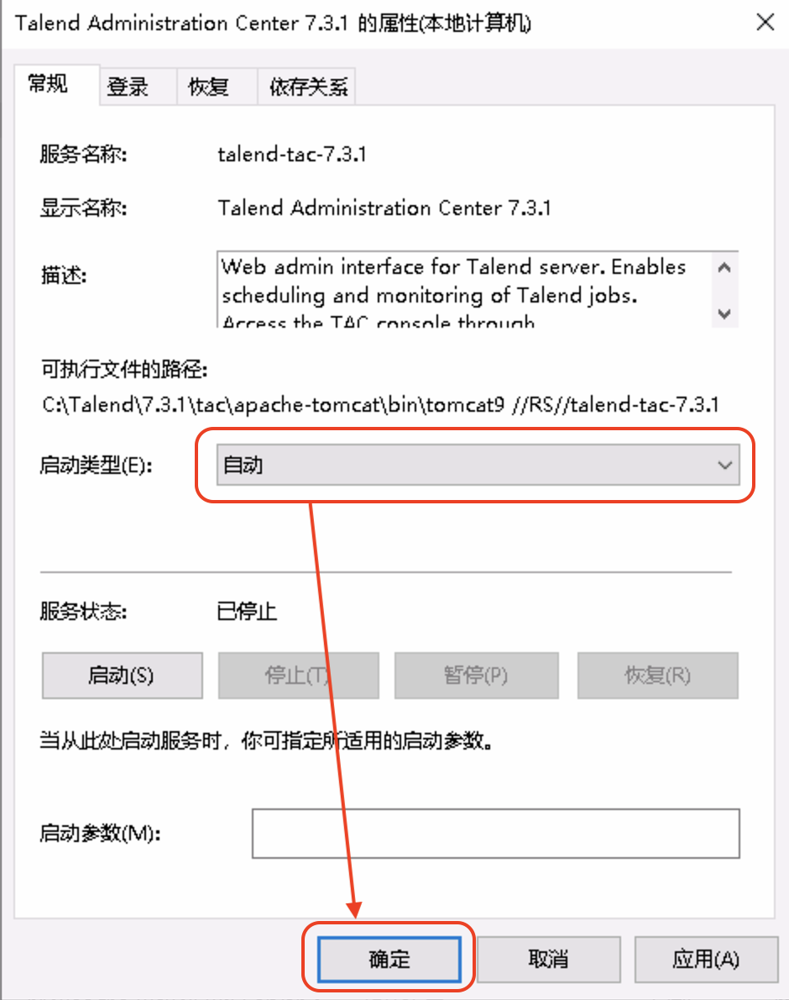 Talend Administration Center 7.3.1 的属性(本地计算机)
常规 登录 恢复 依存关系
服务名称: talend-tac-7.3.1
显示名称: Talend Administration Center 7.3.1
描述: Web admin interface for Talend server. Enables
scheduling and monitoring of Talend jobs.
Access the TAC console through
可执行文件的路径:
C:\Talend\7.3.1\tac\apache-tomcat\bin\tomcat9 //RS//talend-tac-7.3.1
启动类型(E): 自动
服务状态: 已停止
启动(S) 停止(T) 暂停(P) 恢复(R)
当从此处启动服务时，你可指定所适用的启动参数。
启动参数(M):
确定 取消 应用(A)